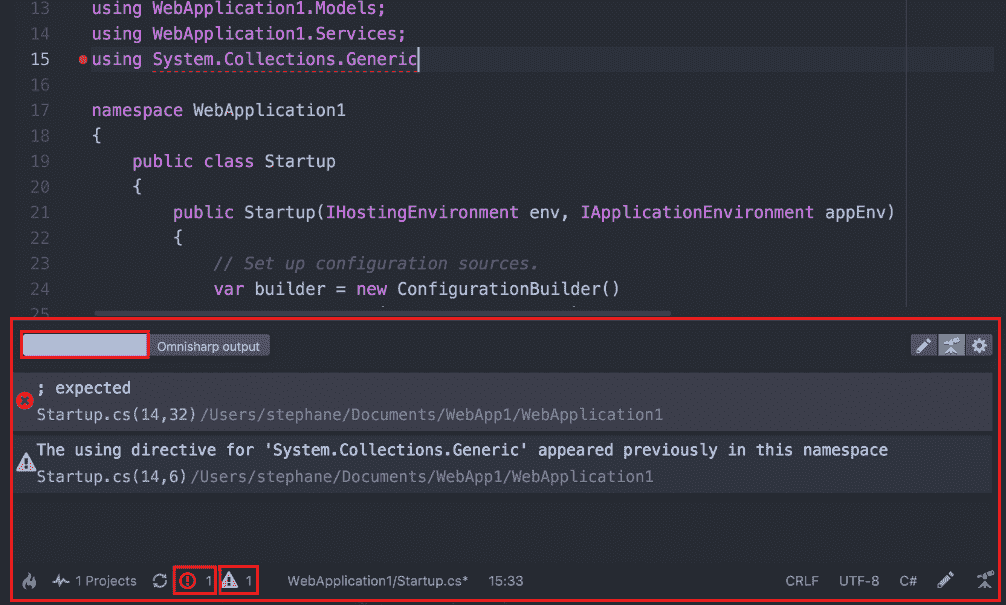 13 using WebApplication1.Models;
14 using WebApplication1.Services;
15 using System.Collections.Generic
16
17 namespace WebApplication1
18 {
19 public class Startup
20 {
21 public Startup(IHostingEnvironment env, IApplicationEnvironment appEnv)
22 {
23 // Set up configuration sources.
24 var builder = new ConfigurationBuilder()
25
Omnisharp output
; expected
Startup.cs(14,32) /Users/stephane/Documents/WebApp1/WebApplication1
The using directive for 'System.Collections.Generic' appeared previously in this namespace
Startup.cs(14,6) /Users/stephane/Documents/WebApp1/WebApplication1
1 Projects 1 1 WebApplication1/Startup.cs* 15:33 CRLF UTF-8 C#